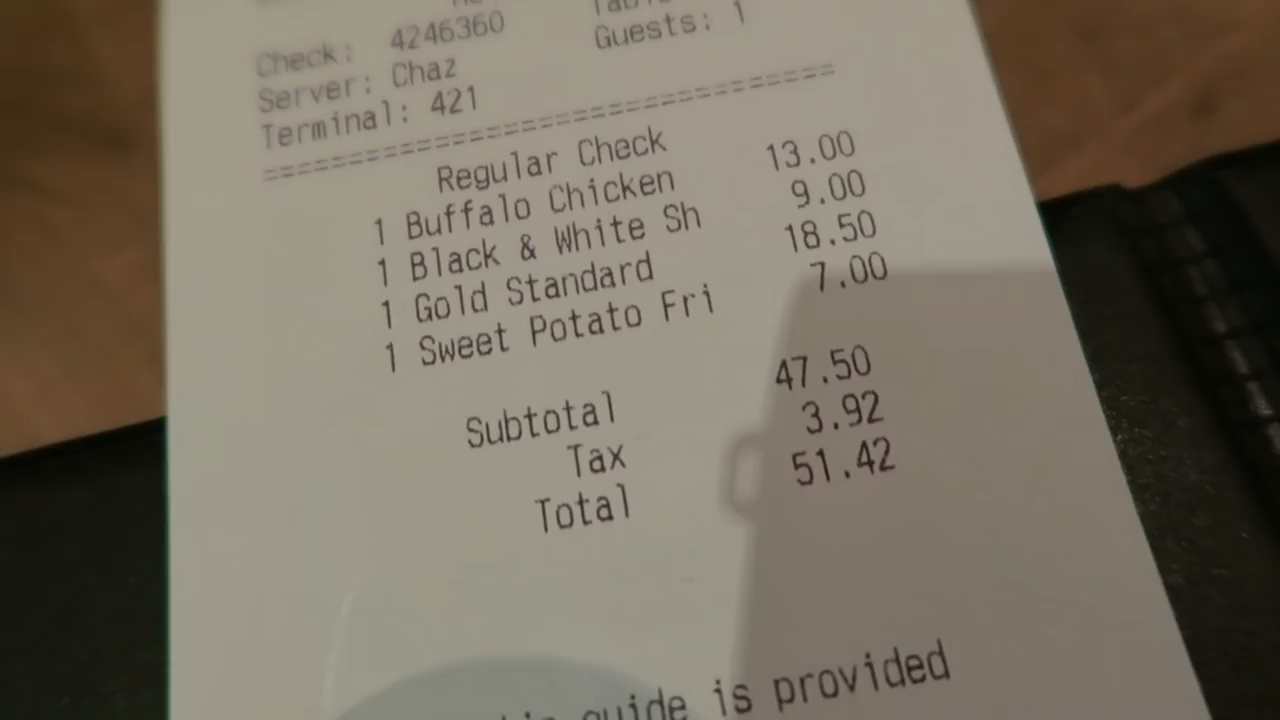 Check: 4246360
Guests: 1
Server: Chaz
Terminal: 421
================================
Regular Check
1 Buffalo Chicken 13.00
1 Black & White Sh 9.00
1 Gold Standard 18.50
1 Sweet Potato Fri 7.00
Subtotal 47.50
Tax 3.92
Total 51.42
guide is provided